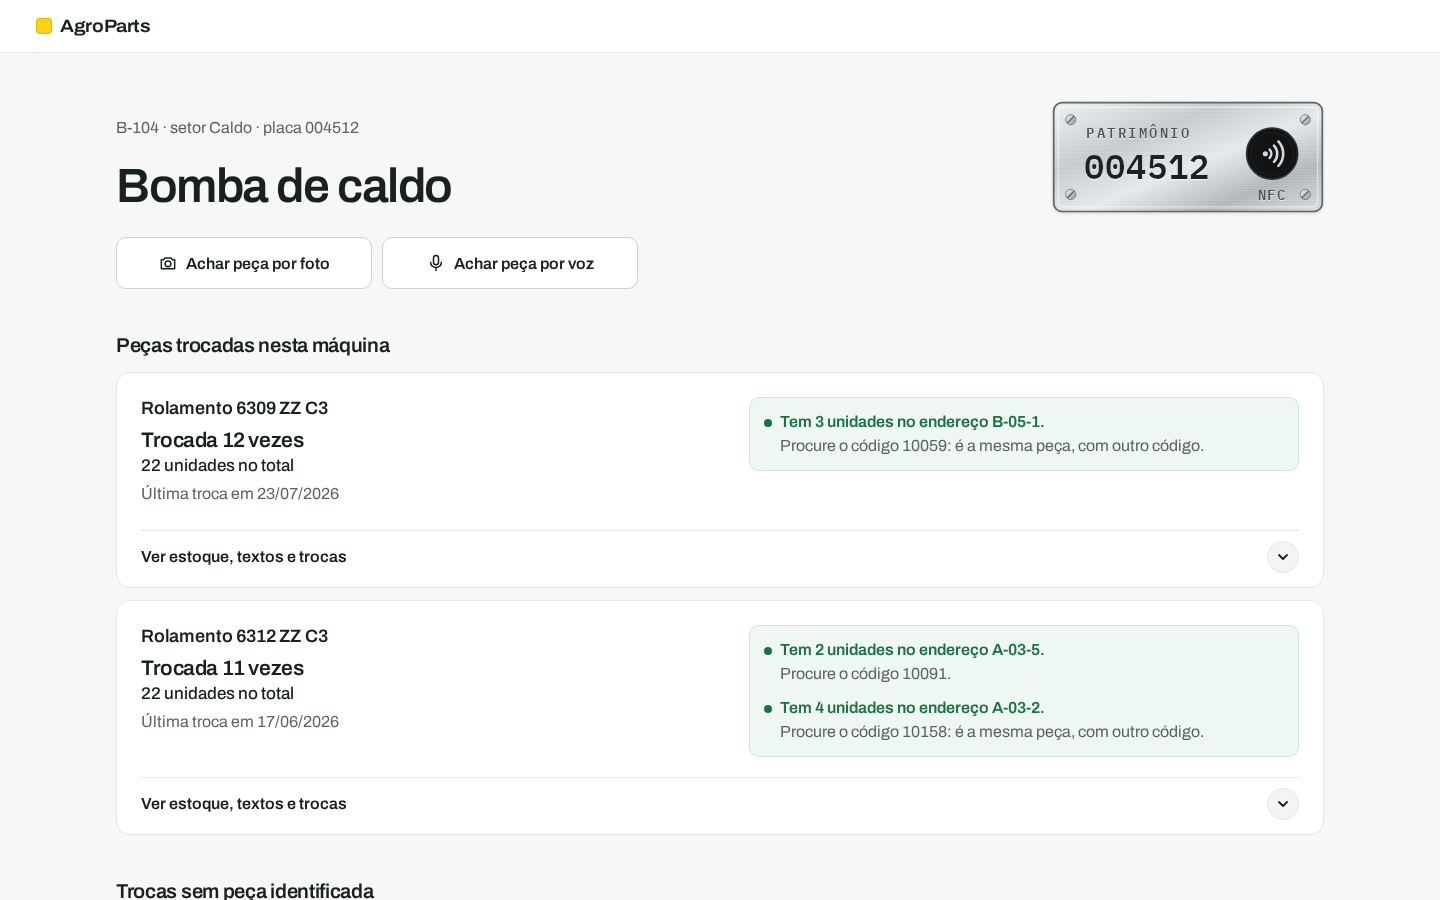 AgroParts
B-104 · setor Caldo · placa 004512
Bomba de caldo
PATRIMÔNIO
004512
NFC
Achar peça por foto
Achar peça por voz
Peças trocadas nesta máquina
Rolamento 6309 ZZ C3
Trocada 12 vezes
22 unidades no total
Última troca em 23/07/2026
Tem 3 unidades no endereço B-05-1.
Procure o código 10059: é a mesma peça, com outro código.
Ver estoque, textos e trocas
Rolamento 6312 ZZ C3
Trocada 11 vezes
22 unidades no total
Última troca em 17/06/2026
Tem 2 unidades no endereço A-03-5.
Procure o código 10091.
Tem 4 unidades no endereço A-03-2.
Procure o código 10158: é a mesma peça, com outro código.
Ver estoque, textos e trocas
Trocas sem peça identificada